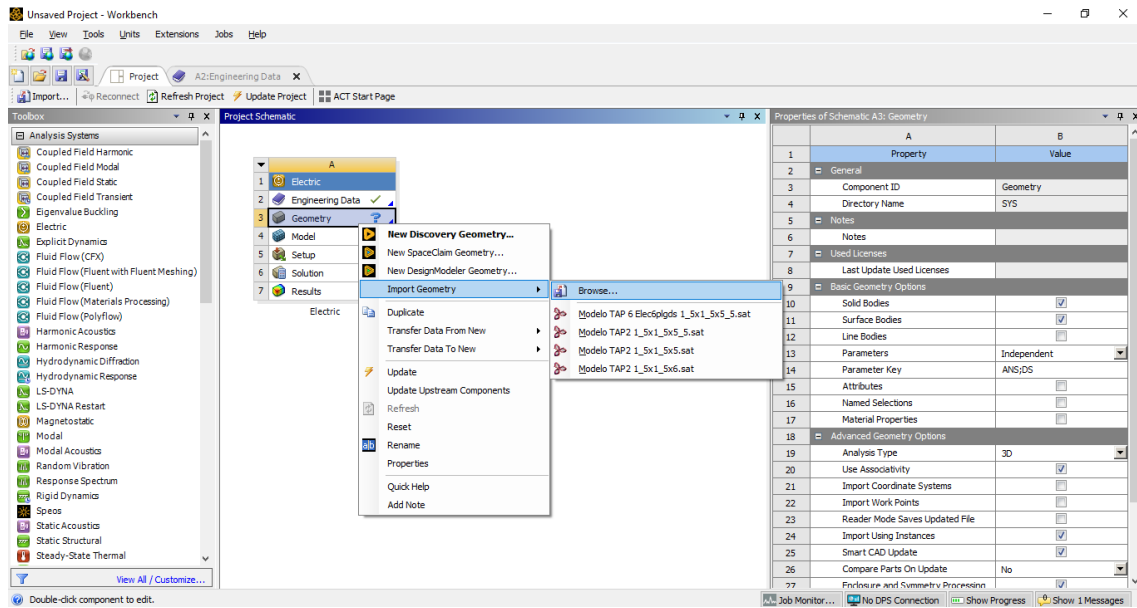 Unsaved Project - Workbench
File View Tools Units Extensions Jobs Help
Project A2:Engineering Data
Import... Reconnect Refresh Project Update Project ACT Start Page
Toolbox
Analysis Systems
Coupled Field Harmonic
Coupled Field Modal
Coupled Field Static
Coupled Field Transient
Eigenvalue Buckling
Electric
Explicit Dynamics
Fluid Flow (CFX)
Fluid Flow (Fluent with Fluent Meshing)
Fluid Flow (Fluent)
Fluid Flow (Materials Processing)
Fluid Flow (Polyflow)
Harmonic Acoustics
Harmonic Response
Hydrodynamic Diffraction
Hydrodynamic Response
LS-DYNA
LS-DYNA Restart
Magnetostatic
Modal
Modal Acoustics
Random Vibration
Response Spectrum
Rigid Dynamics
Speos
Static Acoustics
Static Structural
Steady-State Thermal
View All / Customize...
Project Schematic
A
1 Electric
2 Engineering Data
3 Geometry ?
4 Model
5 Setup
6 Solution
7 Results
Electric
New Discovery Geometry...
New SpaceClaim Geometry...
New DesignModeler Geometry...
Import Geometry
Duplicate
Transfer Data From New
Transfer Data To New
Update
Update Upstream Components
Refresh
Reset
Rename
Properties
Quick Help
Add Note
Browse...
Modelo TAP 6 Elec6plgds 1_5x1_5x5_5.sat
Modelo TAP2 1_5x1_5x5_5.sat
Modelo TAP2 1_5x1_5x5.sat
Modelo TAP2 1_5x1_5x6.sat
Properties of Schematic A3: Geometry
A B
1 Property Value
2 General
3 Component ID Geometry
4 Directory Name SYS
5 Notes
6 Notes
7 Used Licenses
8 Last Update Used Licenses
9 Basic Geometry Options
10 Solid Bodies
11 Surface Bodies
12 Line Bodies
13 Parameters Independent
14 Parameter Key ANS;DS
15 Attributes
16 Named Selections
17 Material Properties
18 Advanced Geometry Options
19 Analysis Type 3D
20 Use Associativity
21 Import Coordinate Systems
22 Import Work Points
23 Reader Mode Saves Updated File
24 Import Using Instances
25 Smart CAD Update
26 Compare Parts On Update No
27 Enclosure and Symmetry Processing
Double-click component to edit.
Job Monitor... No DPS Connection Show Progress Show 1 Messages